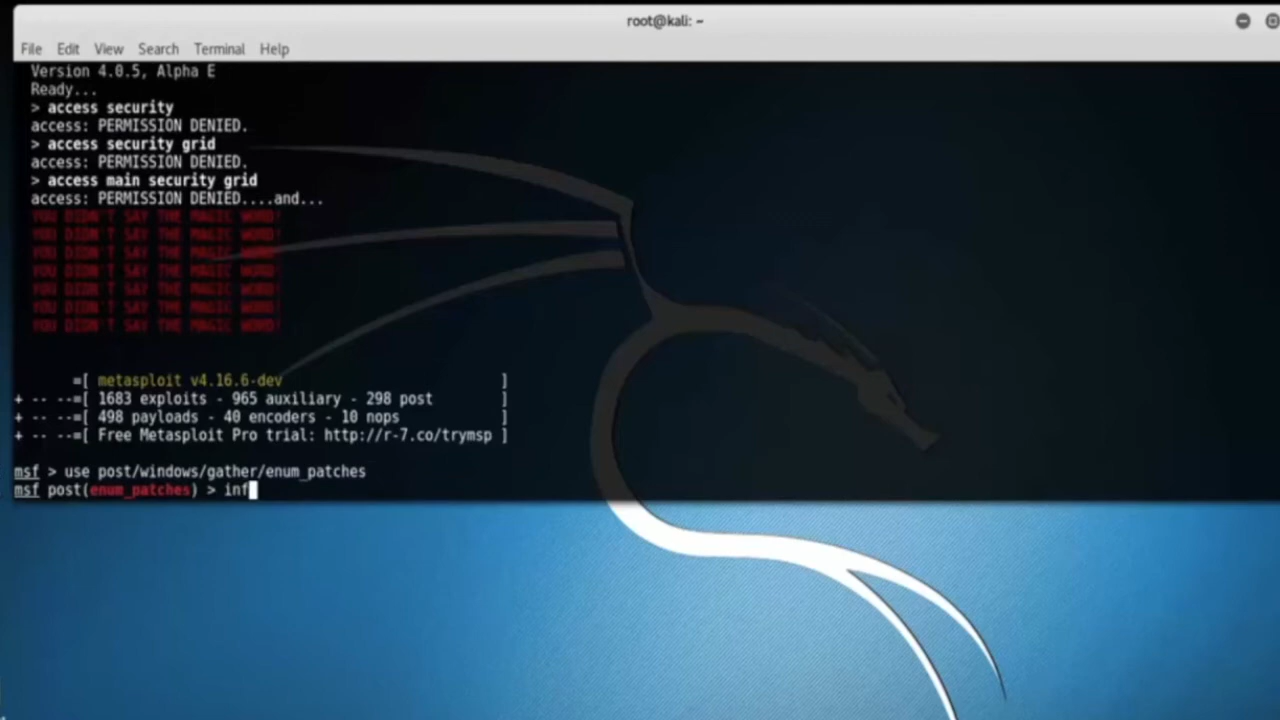 root@kali: ~
File Edit View Search Terminal Help
Version 4.0.5, Alpha E
Ready...
> access security
access: PERMISSION DENIED.
> access security grid
access: PERMISSION DENIED.
> access main security grid
access: PERMISSION DENIED....and...
YOU DIDN'T SAY THE MAGIC WORD!
YOU DIDN'T SAY THE MAGIC WORD!
YOU DIDN'T SAY THE MAGIC WORD!
YOU DIDN'T SAY THE MAGIC WORD!
YOU DIDN'T SAY THE MAGIC WORD!
YOU DIDN'T SAY THE MAGIC WORD!
YOU DIDN'T SAY THE MAGIC WORD!
=[ metasploit v4.16.6-dev ]
+ -- --=[ 1683 exploits - 965 auxiliary - 298 post ]
+ -- --=[ 498 payloads - 40 encoders - 10 nops ]
+ -- --=[ Free Metasploit Pro trial: http://r-7.co/trymsp ]
msf > use post/windows/gather/enum_patches
msf post(enum_patches) > inf